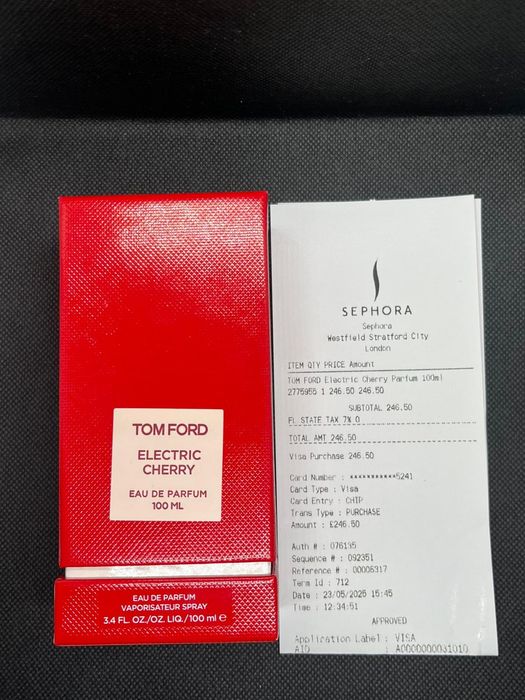 TOM FORD
ELECTRIC
CHERRY
EAU DE PARFUM
100 ML
EAU DE PARFUM
VAPORISATEUR SPRAY
3.4 FL. OZ./OZ. LIQ./100 ml e
SEPHORA
Sephora
Westfield Stratford City
London
ITEM QTY PRICE Amount
TOM FORD Electric Cherry Parfum 100ml
2775955 1 246.50 246.50
SUBTOTAL 246.50
FL STATE TAX 7% 0
TOTAL AMT 246.50
Visa Purchase 246.50
Card Number : ***********5241
Card Type : Visa
Card Entry : CHIP
Trans Type : PURCHASE
Amount : £246.50
Auth # : 076135
Sequence # : 092351
Reference # : 00006317
Term Id : 712
Date : 23/05/2025 15:45
Time : 12:34:51
APPROVED
Application Label : VISA
AID : A0000000031010